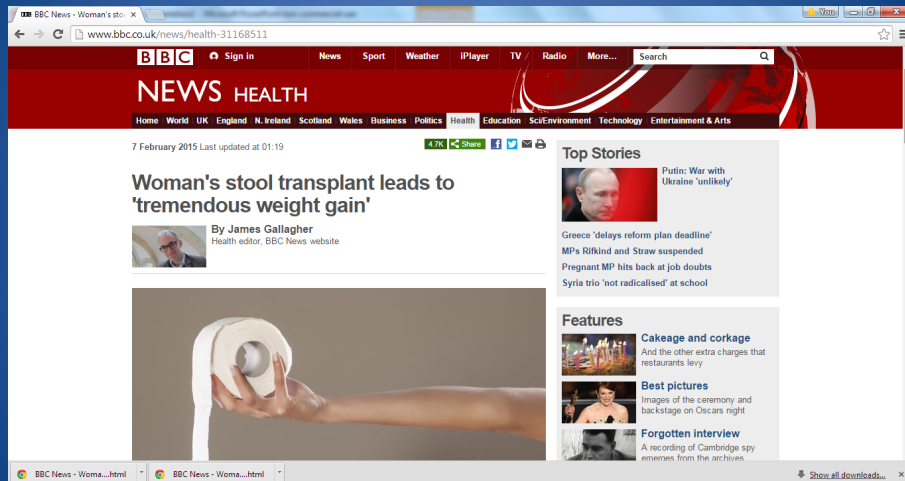 BBC News - Woman's sto
You
www.bbc.co.uk/news/health-31168511
BBC Sign in News Sport Weather iPlayer TV Radio More... Search
NEWS HEALTH
Home World UK England N. Ireland Scotland Wales Business Politics Health Education Sci/Environment Technology Entertainment & Arts
7 February 2015 Last updated at 01:19
4.7K Share
Woman's stool transplant leads to
'tremendous weight gain'
By James Gallagher
Health editor, BBC News website
Top Stories
Putin: War with
Ukraine 'unlikely'
Greece 'delays reform plan deadline'
MPs Rifkind and Straw suspended
Pregnant MP hits back at job doubts
Syria trio 'not radicalised' at school
Features
Cakeage and corkage
And the other extra charges that
restaurants levy
Best pictures
Images of the ceremony and
backstage on Oscars night
Forgotten interview
A recording of Cambridge spy
emerges from the archives
BBC News - Woma....html
BBC News - Woma....html
Show all downloads...